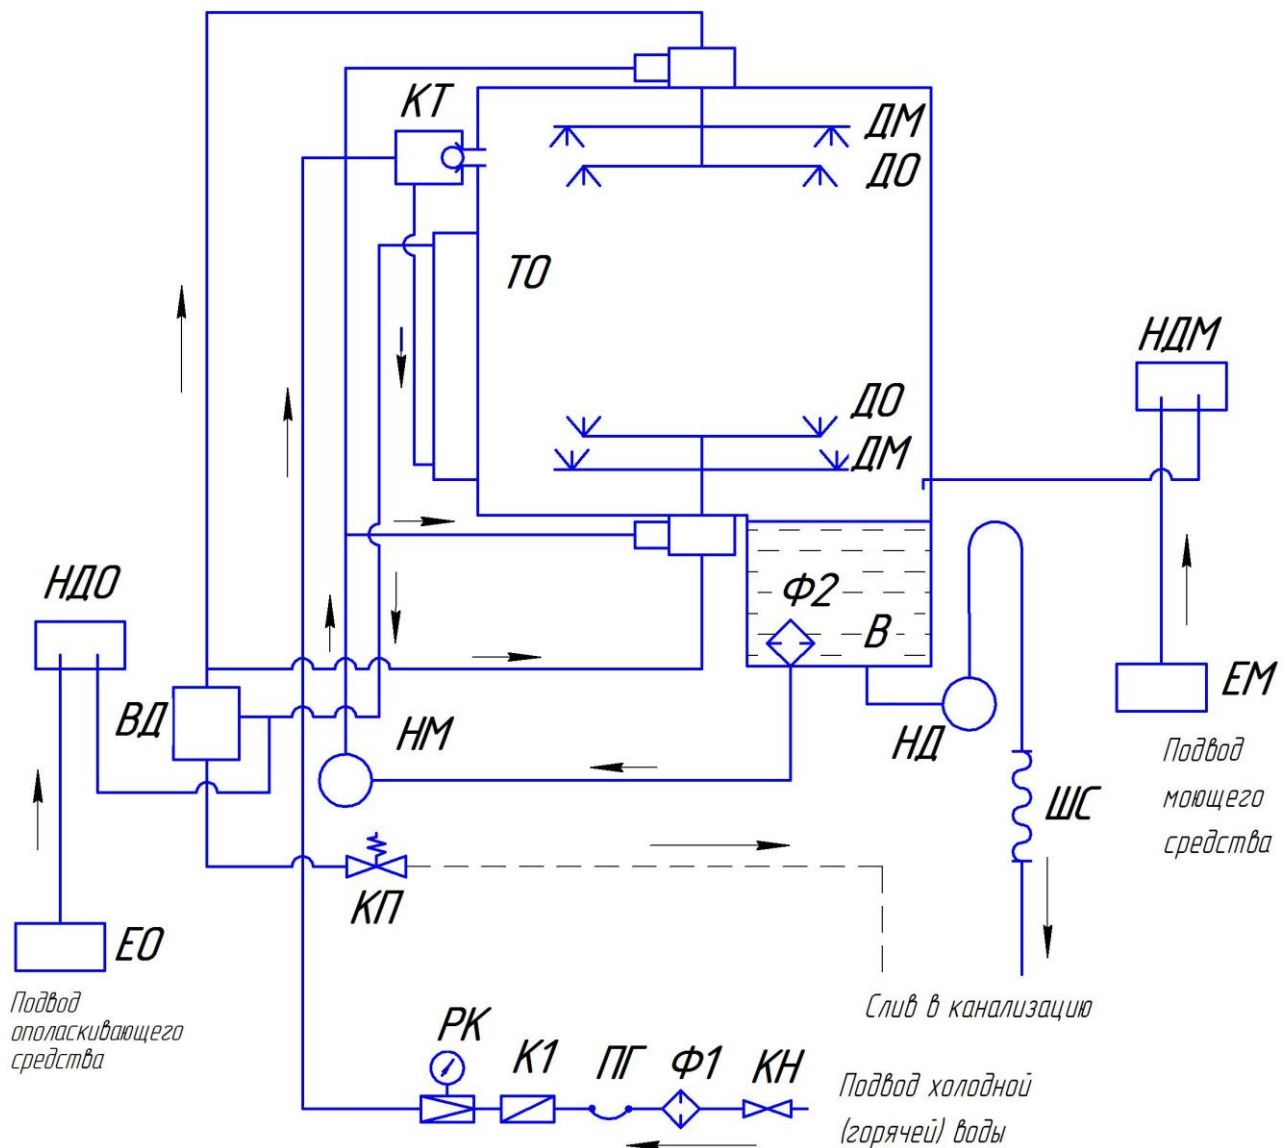 КТ
ДМ
ДО
ТО
НДМ
ДО
ДМ
НДО
Ф2
В
ЕМ
ВД
НМ
НД
Подвод
моющего
средства
ШС
КП
ЕО
Подвод
ополаскивающего
средства
Слив в канализацию
РК
К1
ПГ
Ф1
КН
Подвод холодной
(горячей) воды